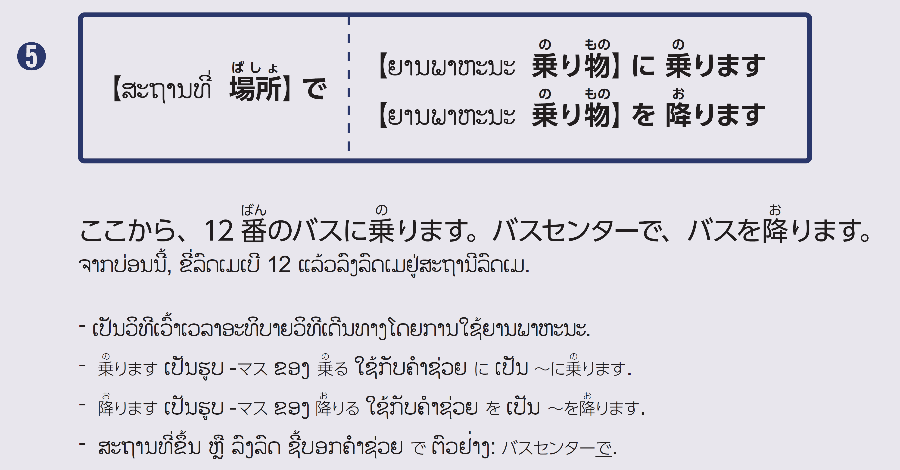 5
【ສະຖານທີ່ 場所】で
【ຍານພາຫະນະ 乗り物】に 乗ります
【ຍານພາຫະນະ 乗り物】を 降ります
ここから、12番のバスに乗ります。バスセンターで、バスを降ります。
ຈາກບ່ອນນີ້, ຂີ່ລົດເມເບີ 12 ແລ້ວລົງລົດເມຢູ່ສະຖານີລົດເມ.
- ເປັນວິທີເວົ້າເວລາອະທິບາຍວິທີເດີນທາງໂດຍການໃຊ້ຍານພາຫະນະ.
- 乗ります ເປັນຮູບ -マス ຂອງ 乗る ໃຊ້ກັບຄຳຊ່ວຍ に ເປັນ ～に乗ります.
- 降ります ເປັນຮູບ -マス ຂອງ 降りる ໃຊ້ກັບຄຳຊ່ວຍ を ເປັນ ～を降ります.
- ສະຖານທີ່ຂຶ້ນ ຫຼື ລົງລົດ ຊີ້ບອກຄຳຊ່ວຍ で ຕົວຢ່າງ: バスセンターで.